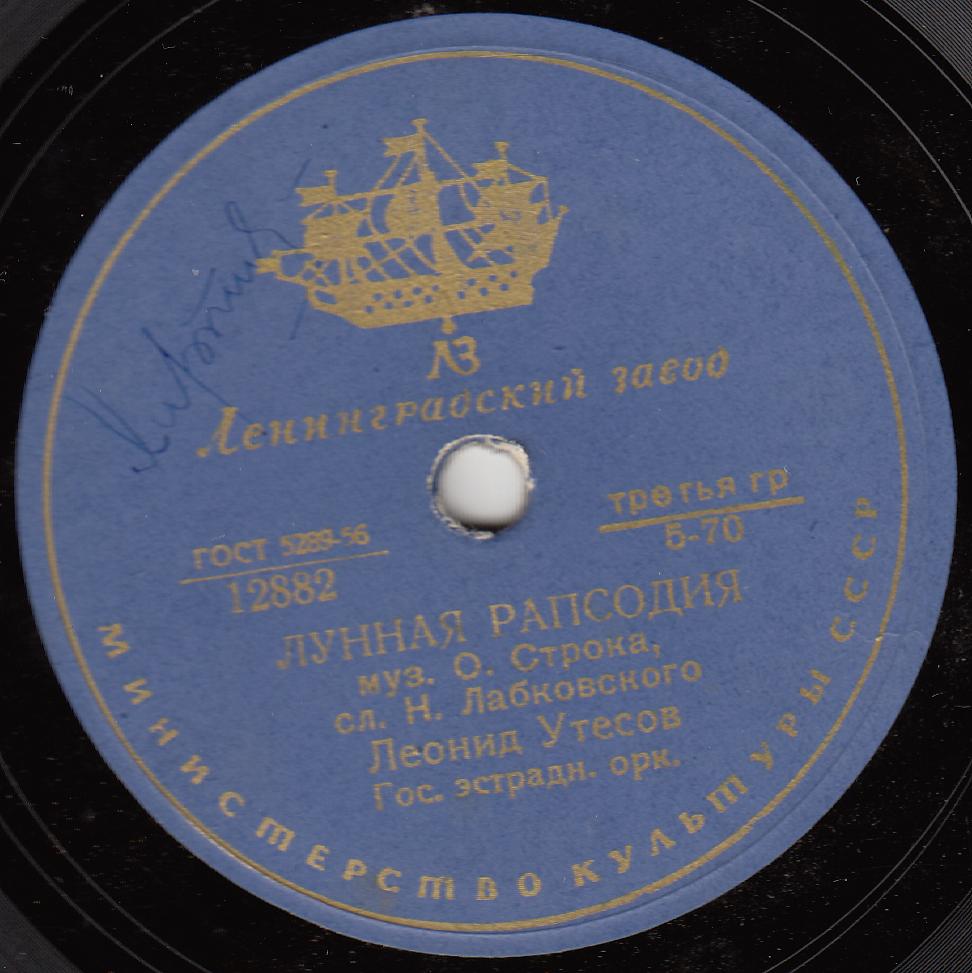 ЛЗ
Ленинградский завод
ГОСТ 5289-56
12882
третья гр
5-70
ЛУННАЯ РАПСОДИЯ
муз. О. Строка,
сл. Н. Лабковского
Леонид Утесов
Гос. эстрадн. орк.
МИНИСТЕРСТВО КУЛЬТУРЫ СССР